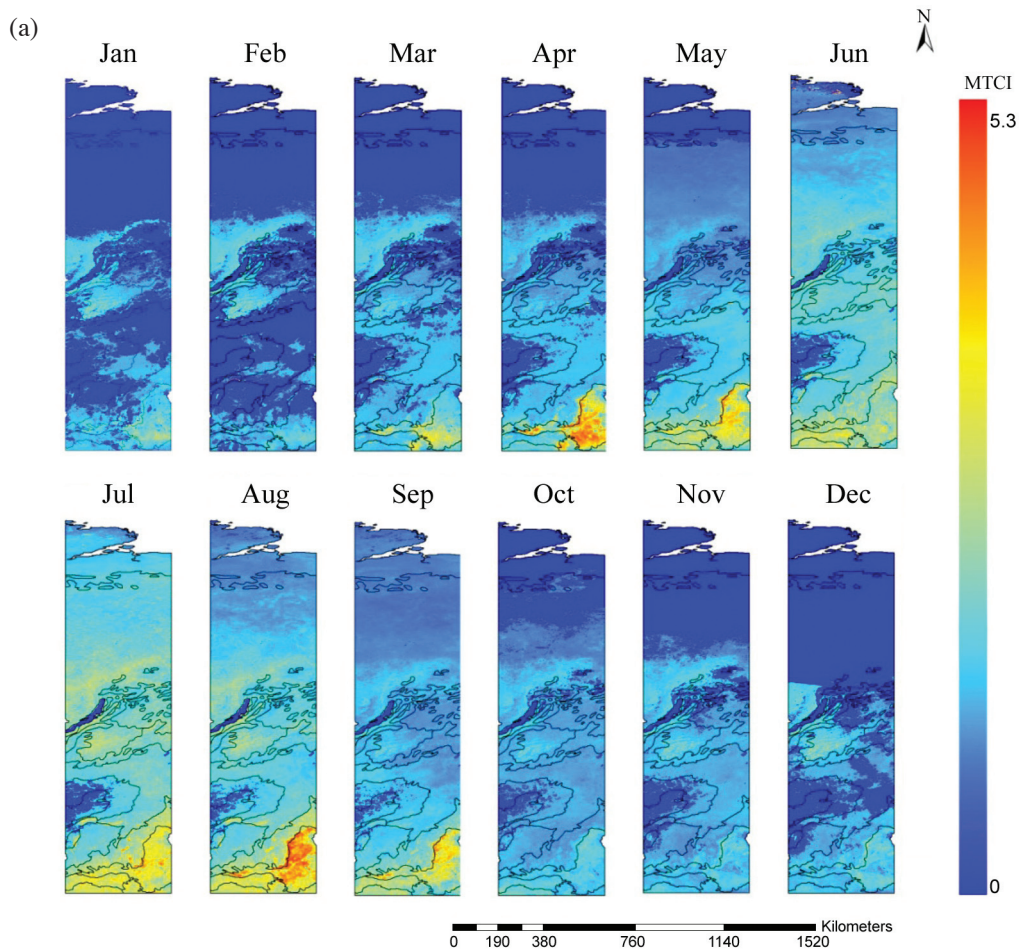 (a)
N
Jan Feb Mar Apr May Jun
MTCI
5.3
Jul Aug Sep Oct Nov Dec
0
Kilometers
0 190 380 760 1140 1520